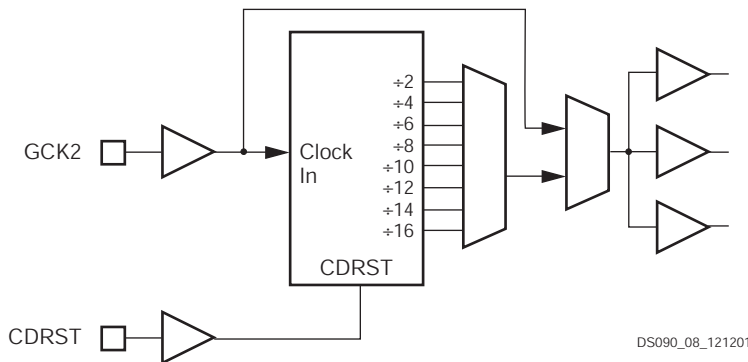 ÷2
÷4
÷6
÷8
÷10
÷12
÷14
÷16
GCK2
Clock
In
CDRST
CDRST
DS090_08_121201